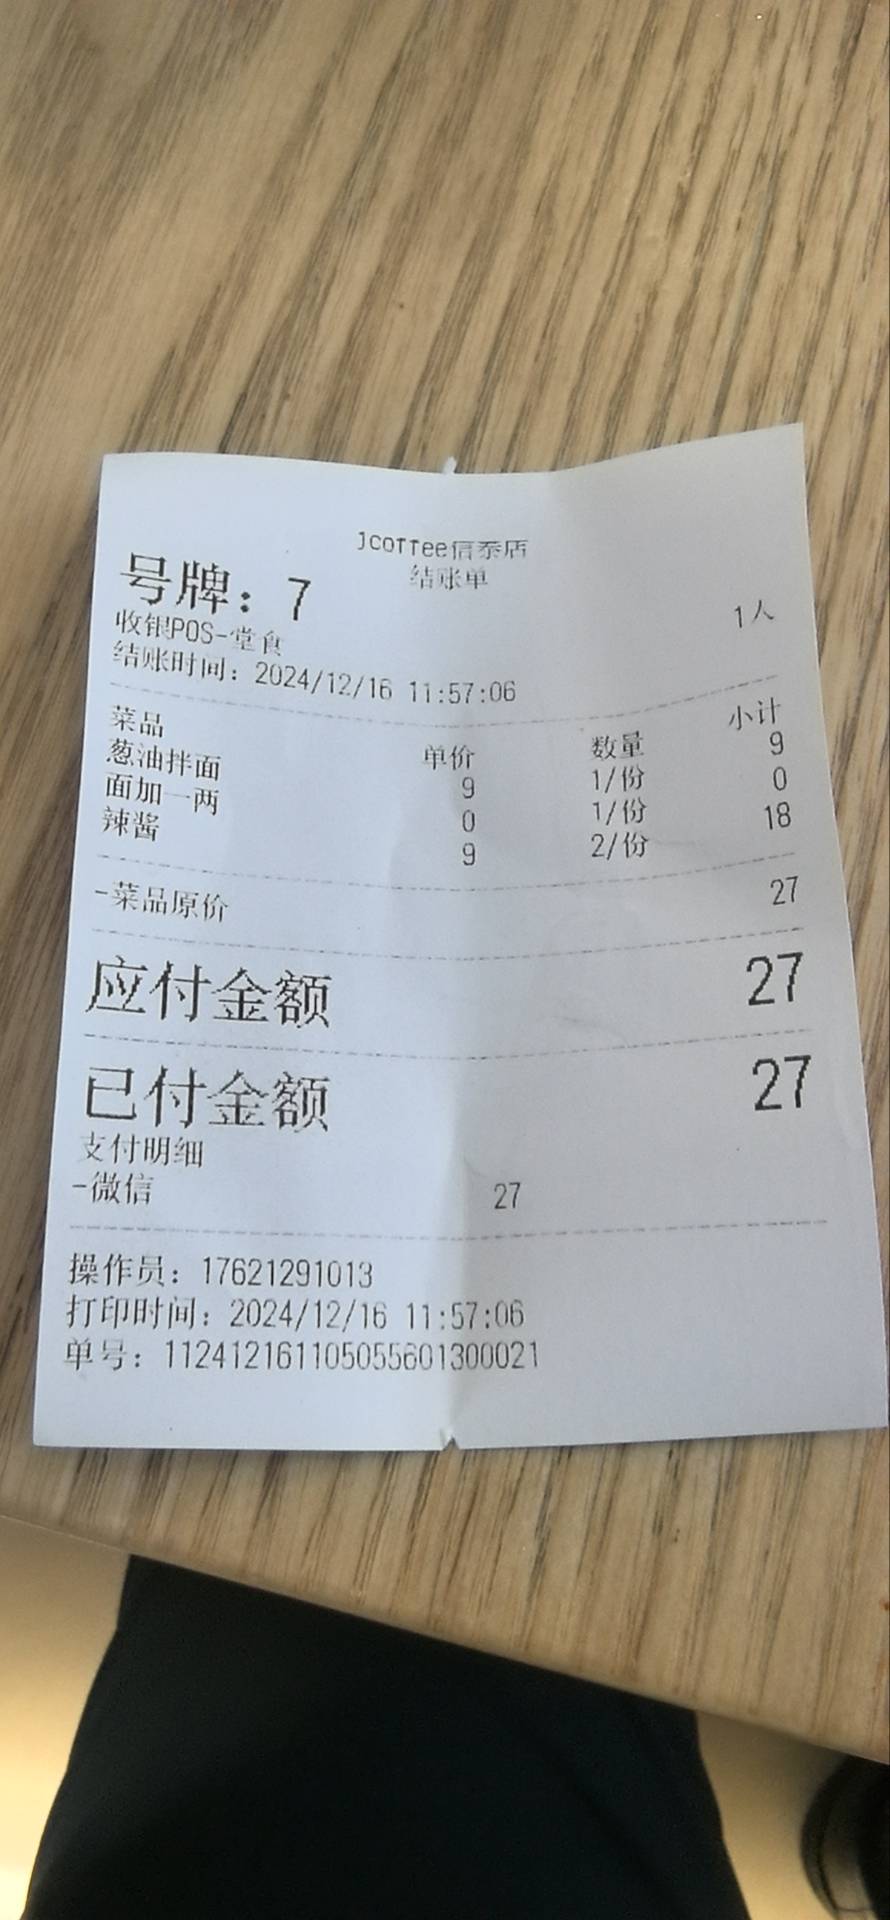 Jcoffee信泰店
结账单
号牌：7
1人
收银POS-堂食
结账时间：2024/12/16 11:57:06
菜品 单价 数量 小计
葱油拌面 9 1/份 9
面加一两 0 1/份 0
辣酱 9 2/份 18
-菜品原价 27
应付金额 27
已付金额 27
支付明细
-微信 27
操作员：17621291013
打印时间：2024/12/16 11:57:06
单号：1124121611050556​01300021